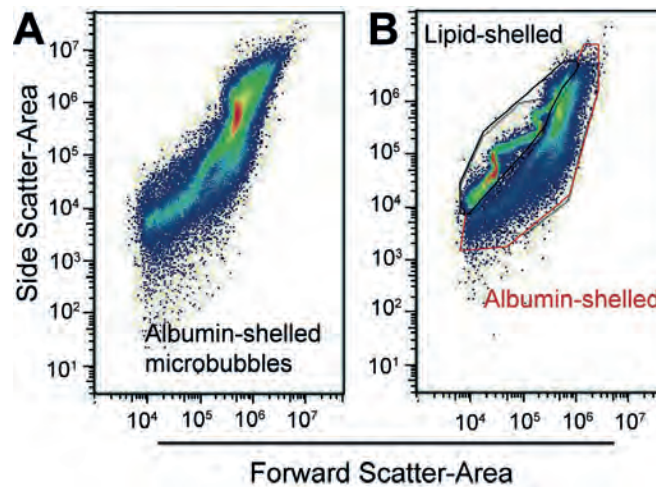 A
B
Lipid-shelled
Side Scatter-Area
10⁷
10⁶
10⁵
10⁴
10³
10²
10¹
10⁶
10⁵
10⁴
10³
10²
10¹
Albumin-shelled
microbubbles
Albumin-shelled
10⁴ 10⁵ 10⁶ 10⁷
10⁴ 10⁵ 10⁶ 10⁷
Forward Scatter-Area